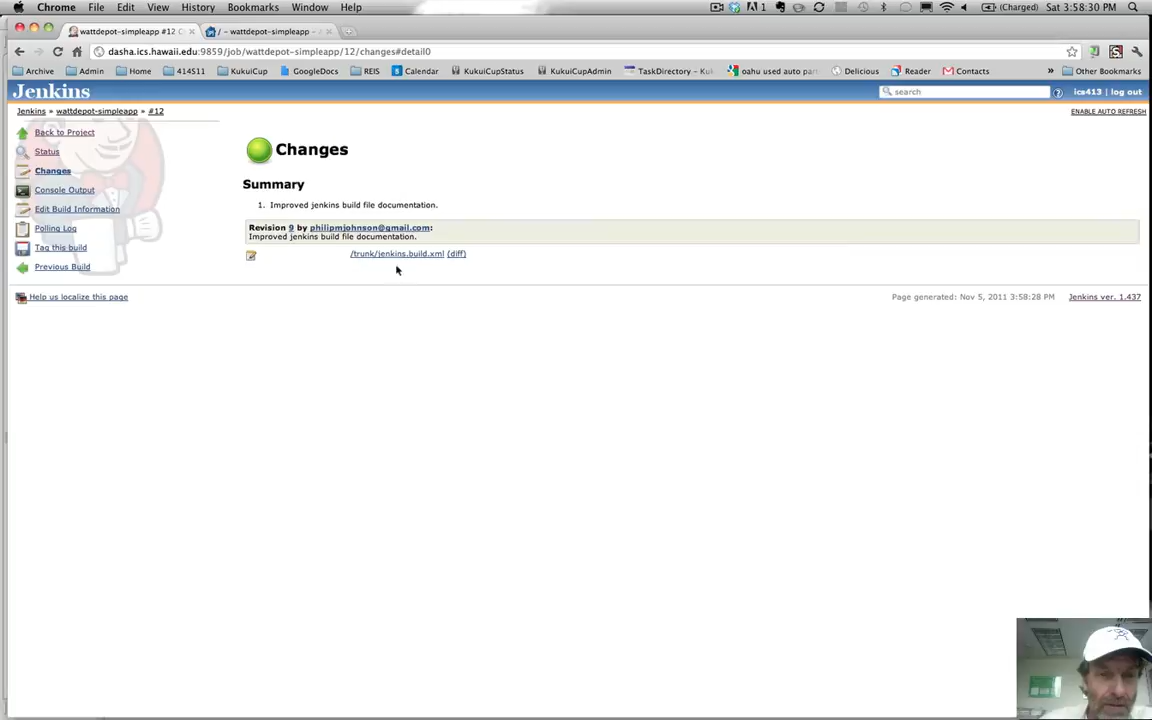 Chrome File Edit View History Bookmarks Window Help 1 (Charged) Sat 3:58:30 PM
wattdepot-simpleapp #12 C / - wattdepot-simpleapp -
dasha.ics.hawaii.edu:9859/job/wattdepot-simpleapp/12/changes#detail0
Archive Admin Home 414511 KukuiCup GoogleDocs REIS 8 Calendar KukuiCupStatus KukuiCupAdmin TaskDirectory - Kuk oahu used auto part Delicious Reader Contacts » Other Bookmarks
Jenkins search ? ics413 | log out
Jenkins » wattdepot-simpleapp » #12 ENABLE AUTO REFRESH
Back to Project
Status
Changes
Console Output
Edit Build Information
Polling Log
Tag this build
Previous Build
Changes
Summary
1. Improved jenkins build file documentation.
Revision 9 by philipmjohnson@gmail.com:
Improved jenkins build file documentation.
/trunk/jenkins.build.xml (diff)
Help us localize this page Page generated: Nov 5, 2011 3:58:28 PM Jenkins ver. 1.437